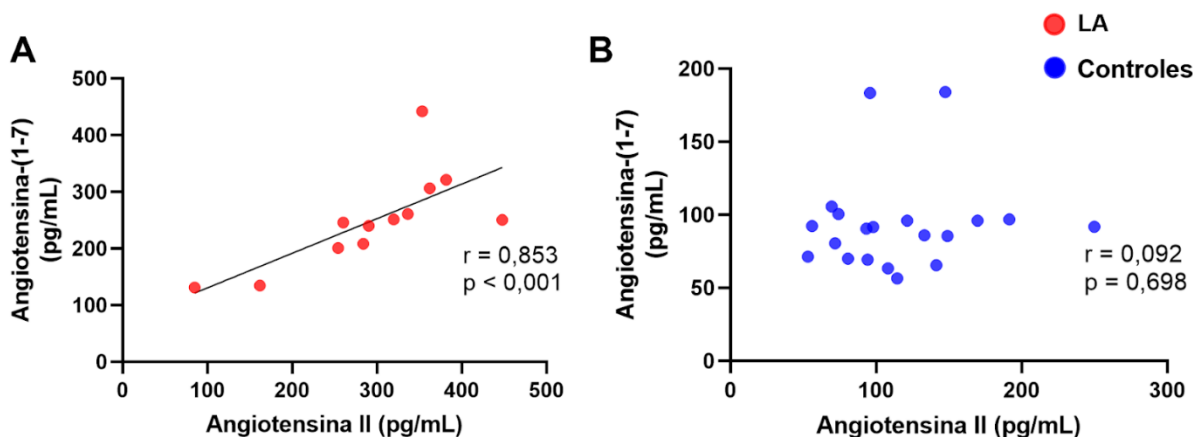 A
Angiotensina-(1-7)
(pg/mL)
500
400
300
200
100
0
0 100 200 300 400 500
Angiotensina II (pg/mL)
r = 0,853
p < 0,001
B
LA
Controles
Angiotensina-(1-7)
(pg/mL)
200
150
100
50
0
0 100 200 300
Angiotensina II (pg/mL)
r = 0,092
p = 0,698